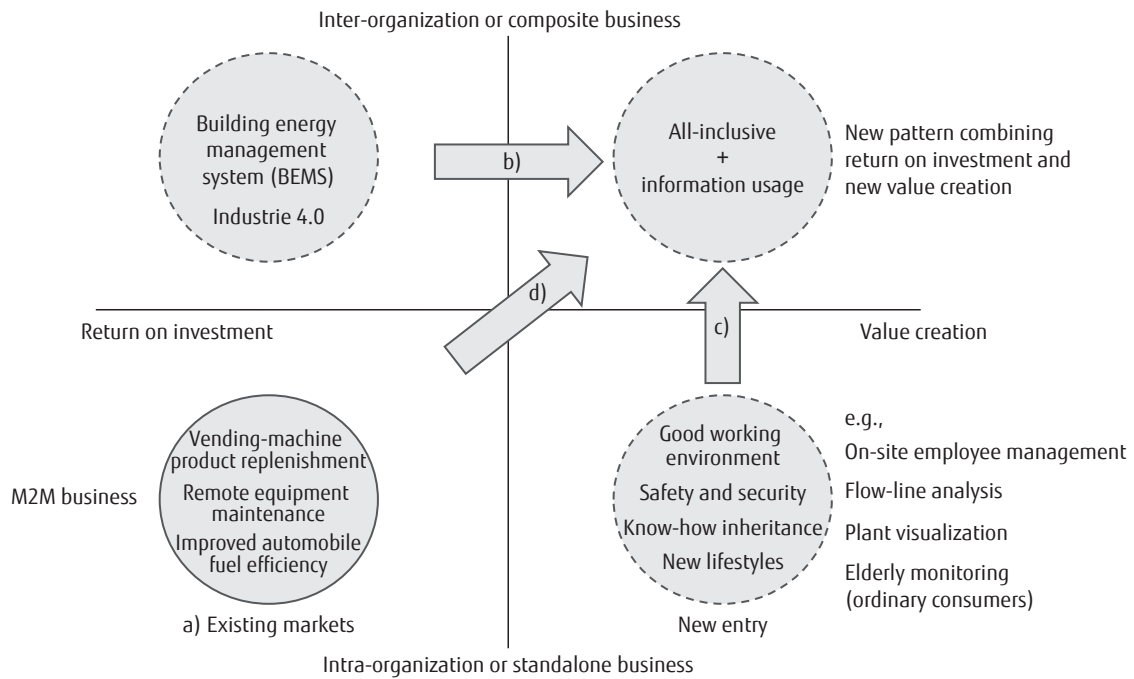 Inter-organization or composite business
Building energy
management
system (BEMS)
Industrie 4.0
b)
All-inclusive
+
information usage
New pattern combining
return on investment and
new value creation
d)
c)
Return on investment
Value creation
M2M business
Vending-machine
product replenishment
Remote equipment
maintenance
Improved automobile
fuel efficiency
a) Existing markets
Good working
environment
Safety and security
Know-how inheritance
New lifestyles
New entry
e.g.,
On-site employee management
Flow-line analysis
Plant visualization
Elderly monitoring
(ordinary consumers)
Intra-organization or standalone business